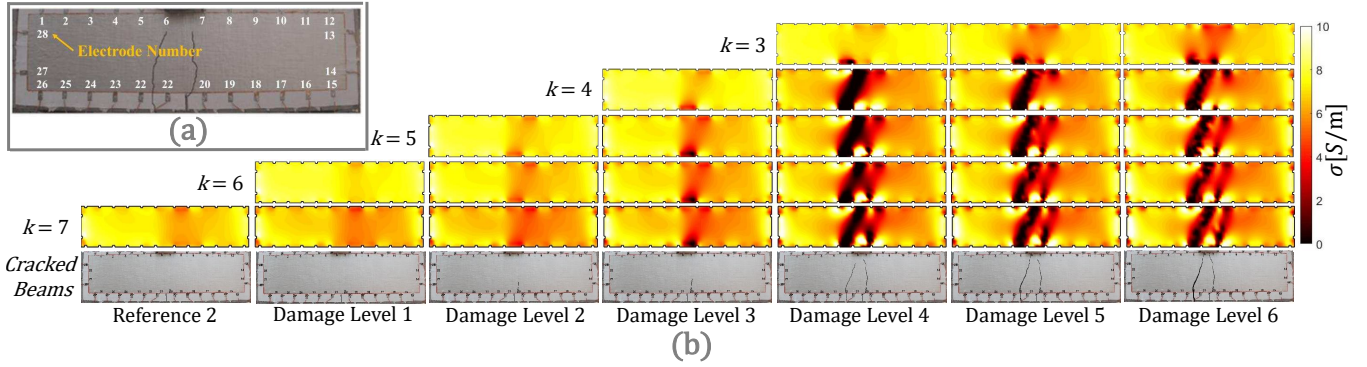 1 2 3 4 5 6 7 8 9 10 11 12
28 13
Electrode Number
27 14
26 25 24 23 22 22 20 19 18 17 16 15
(a)
k = 3
k = 4
k = 5
k = 6
k = 7
10
8
6
4
2
0
σ[S/m]
Cracked
Beams
Reference 2 Damage Level 1 Damage Level 2 Damage Level 3 Damage Level 4 Damage Level 5 Damage Level 6
(b)